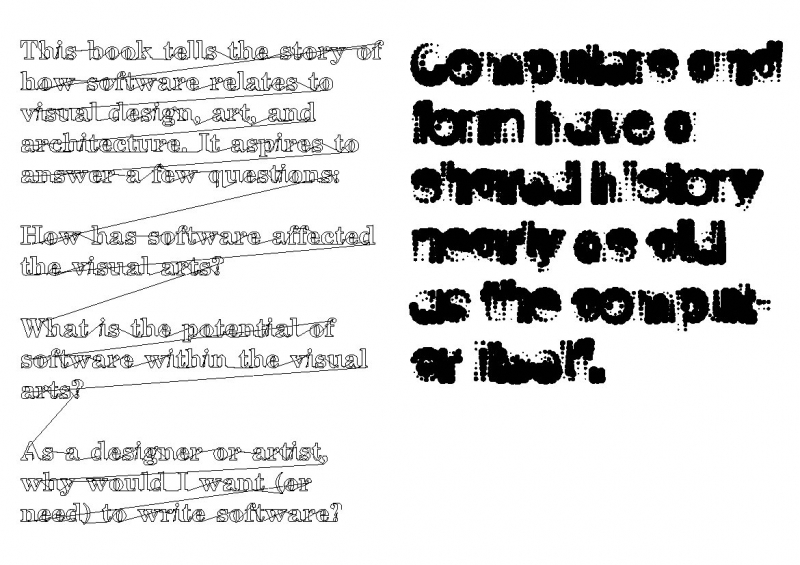 This book tells the story of
how software relates to
visual design, art, and
architecture. It aspires to
answer a few questions:
How has software affected
the visual arts?
What is the potential of
software within the visual
arts?
As a designer or artist,
why would I want (or
need) to write software?
Computers and
form have a
shared history
nearly as old
as the comput-
er itself.